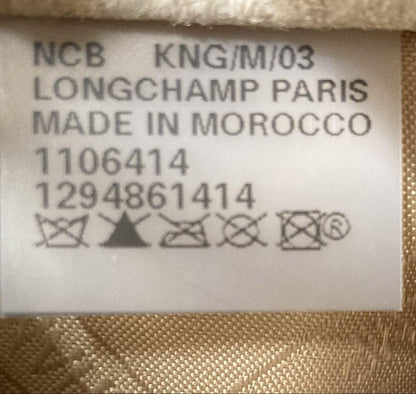 NCB KNG/M/03
LONGCHAMP PARIS
MADE IN MOROCCO
1106414
1294861414
®